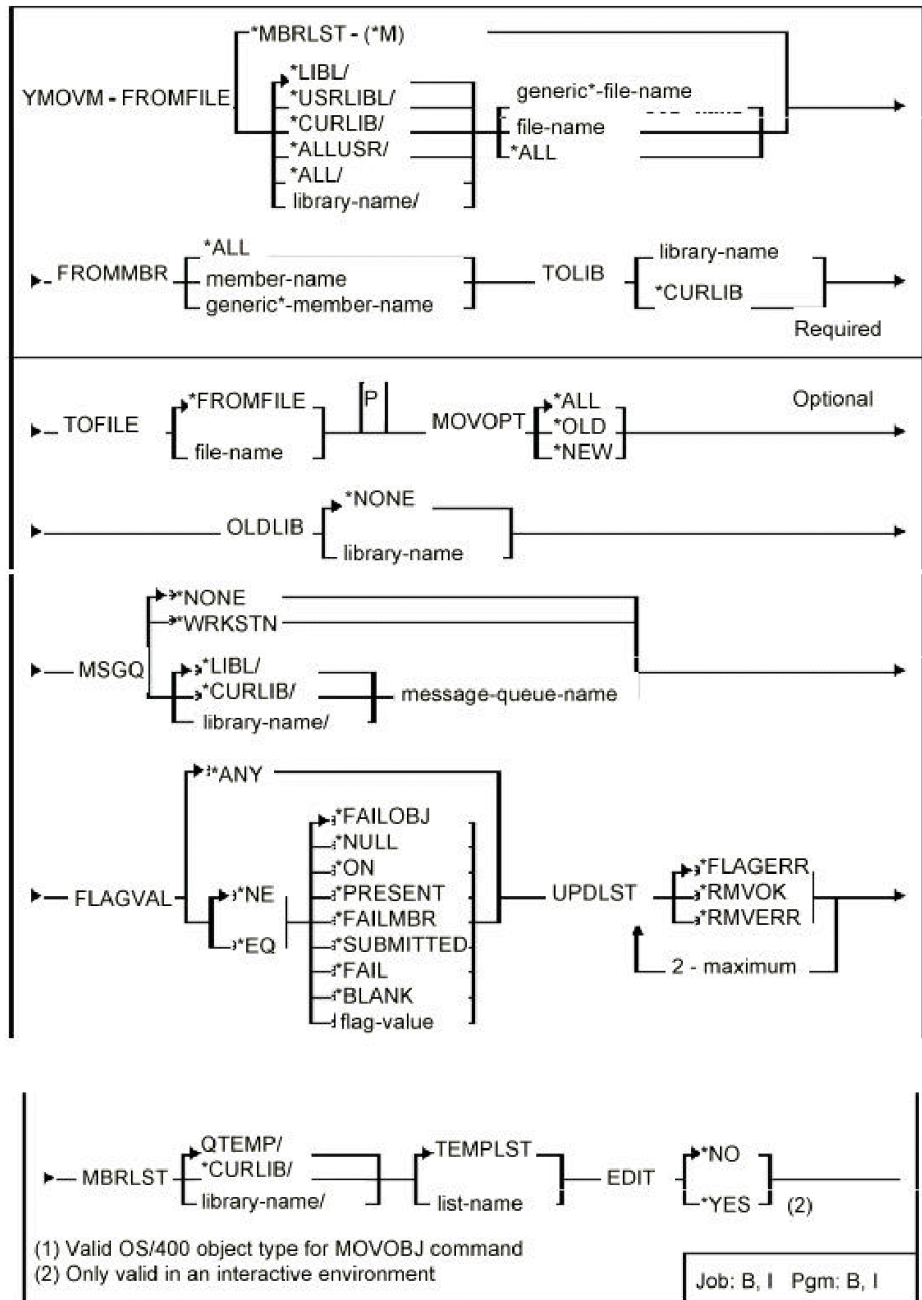 *MBRLST - (*M)
YMOVM - FROMFILE
*LIBL/
*USRLIBL/
*CURLIB/
*ALLUSR/
*ALL/
library-name/
generic*-file-name
file-name
*ALL
FROMMBR
*ALL
member-name
generic*-member-name
TOLIB
library-name
*CURLIB
Required
TOFILE
*FROMFILE
file-name
P
MOVOPT
*ALL
*OLD
*NEW
Optional
OLDLIB
*NONE
library-name
MSGQ
*NONE
*WRKSTN
*LIBL/
*CURLIB/
library-name/
message-queue-name
FLAGVAL
*ANY
*NE
*EQ
*FAILOBJ
*NULL
*ON
*PRESENT
*FAILMBR
*SUBMITTED
*FAIL
*BLANK
flag-value
UPDLST
*FLAGERR
*RMVOK
*RMVERR
2 - maximum
MBRLST
QTEMP/
*CURLIB/
library-name/
TEMPLST
list-name
EDIT
*NO
*YES
(2)
(1) Valid OS/400 object type for MOVOBJ command
(2) Only valid in an interactive environment
Job: B, I Pgm: B, I